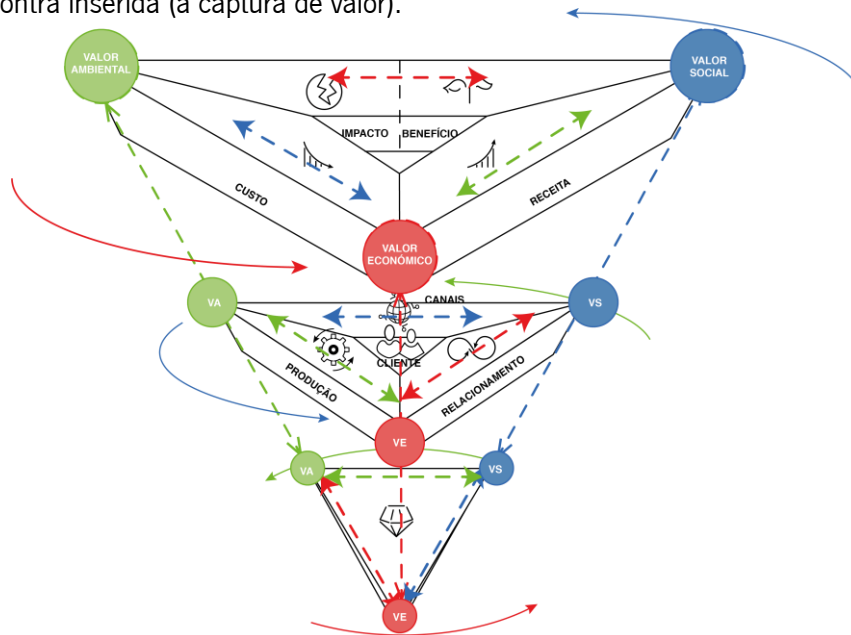 ontra inserida (a captura de valor).
VALOR
AMBIENTAL
VALOR
SOCIAL
IMPACTO BENEFÍCIO
CUSTO
RECEITA
VALOR
ECONÓMICO
CANAIS
VA
VS
CLIENTE
PRODUÇÃO
RELACIONAMENTO
VE
VA
VS
VE